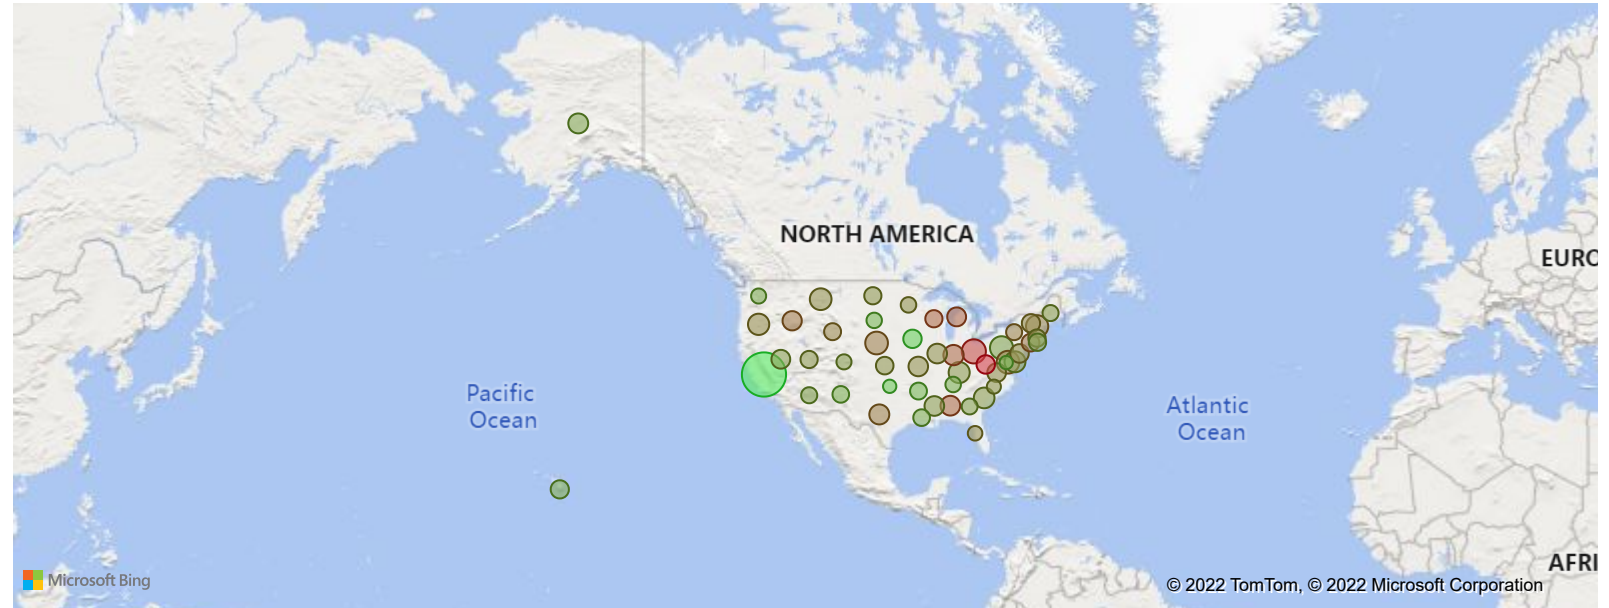 NORTH AMERICA
EURO
Pacific
Ocean
Atlantic
Ocean
AFRI
Microsoft Bing
© 2022 TomTom, © 2022 Microsoft Corporation